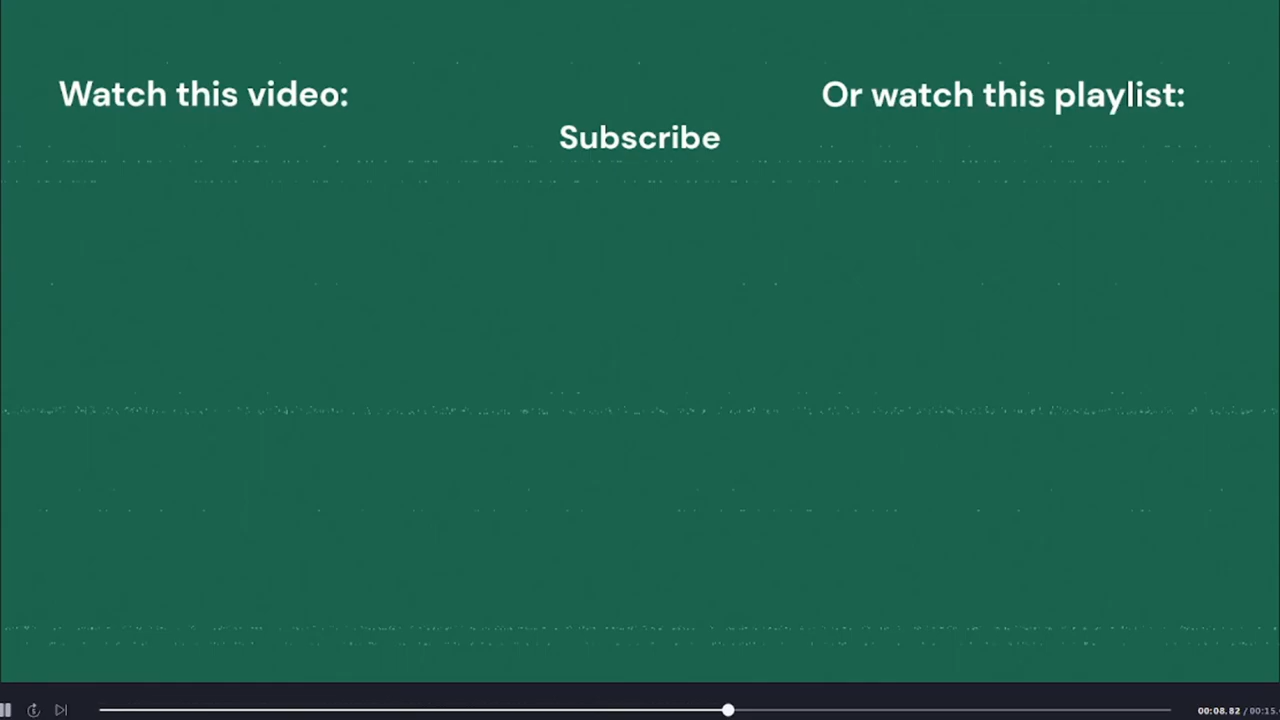 Watch this video:
Or watch this playlist:
Subscribe
00:08.82 / 00:15.